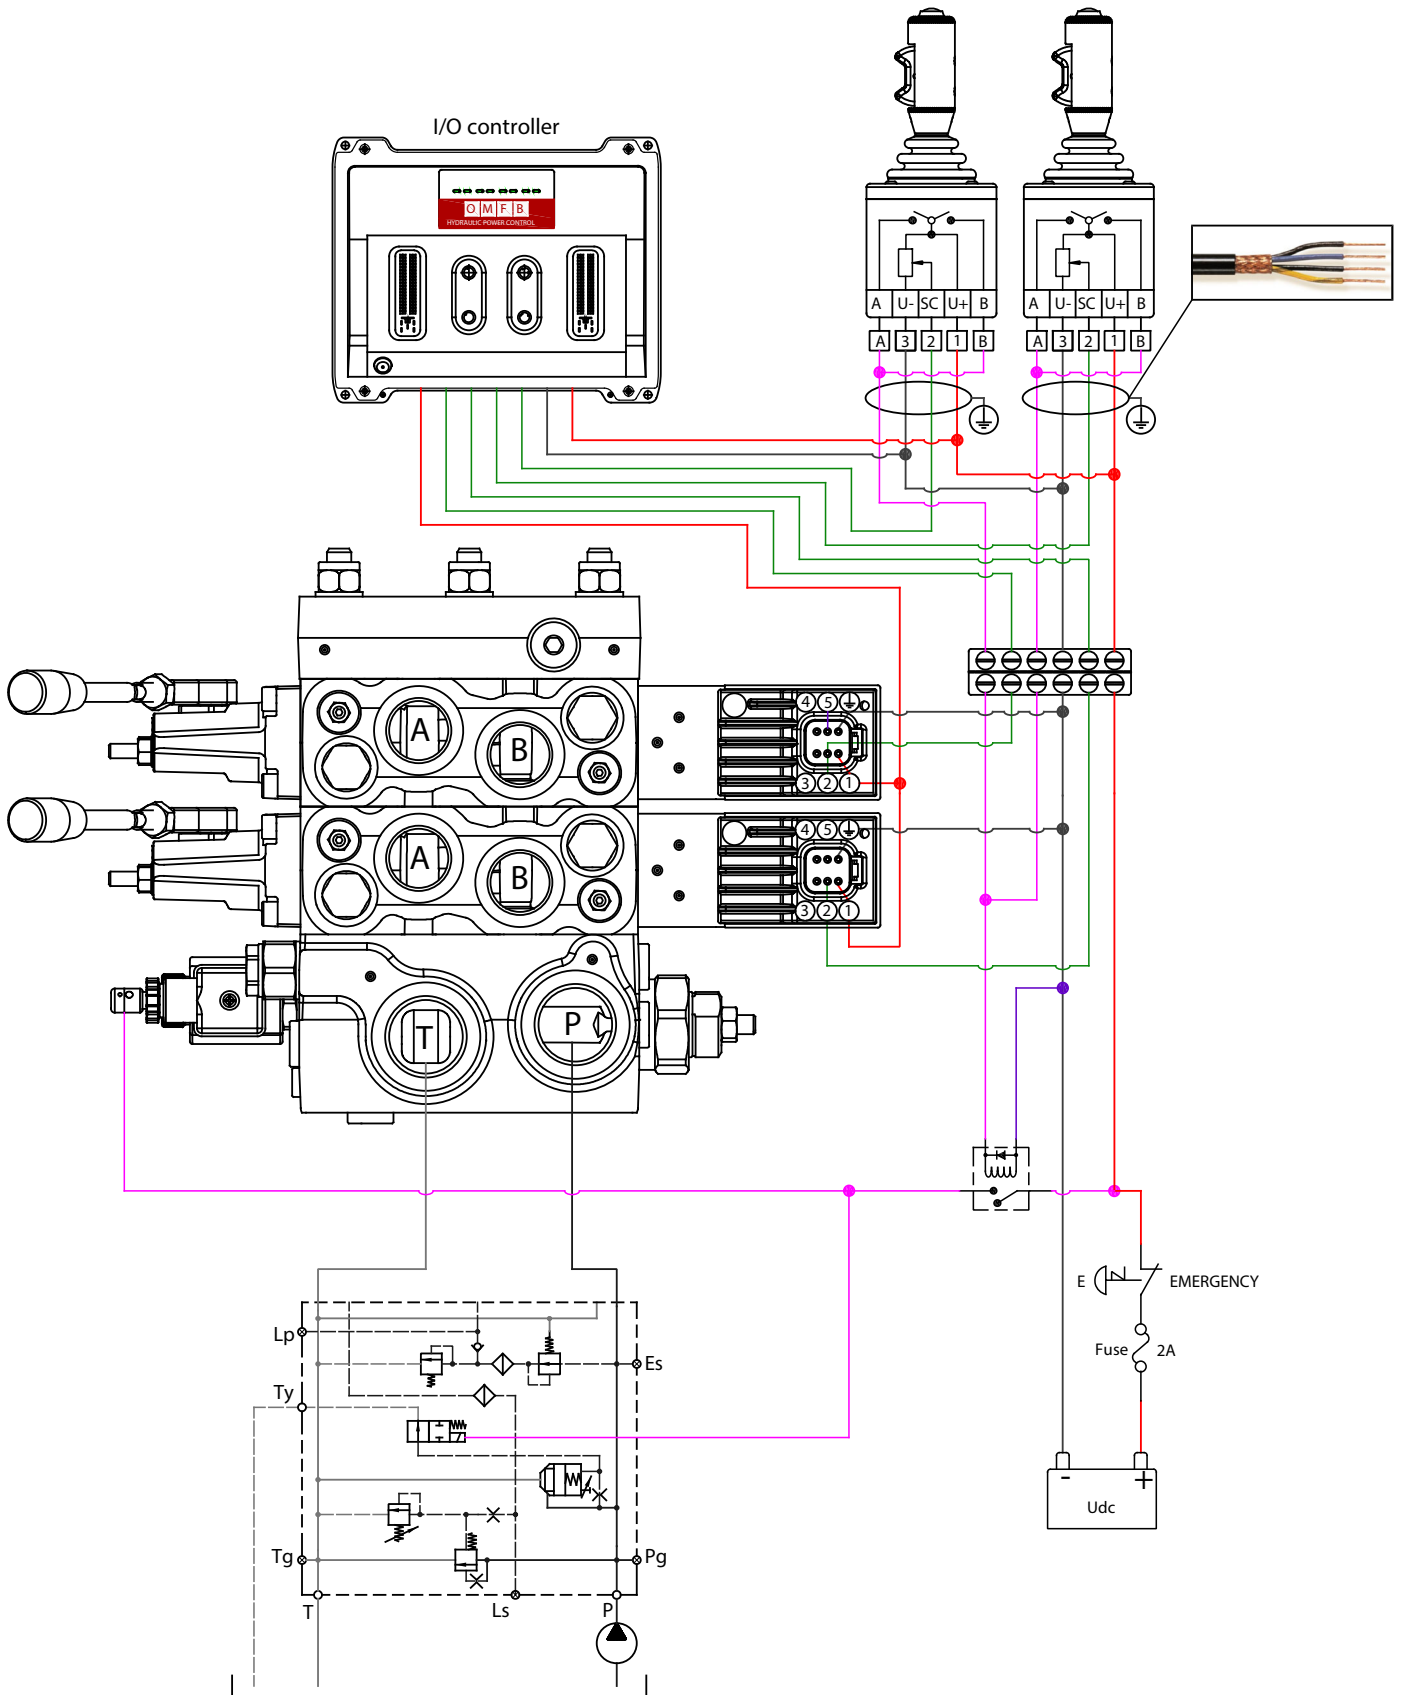 I/O controller
O M F B
HYDRAULIC POWER CONTROL
A U- SC U+ B
A U- SC U+ B
A 3 2 1 B
A 3 2 1 B
A
B
4 5
3 2 1
A
B
4 5
3 2 1
T
P
E
EMERGENCY
Fuse 2A
Lp
Es
Ty
Tg
Pg
T
Ls
P
- +
Udc